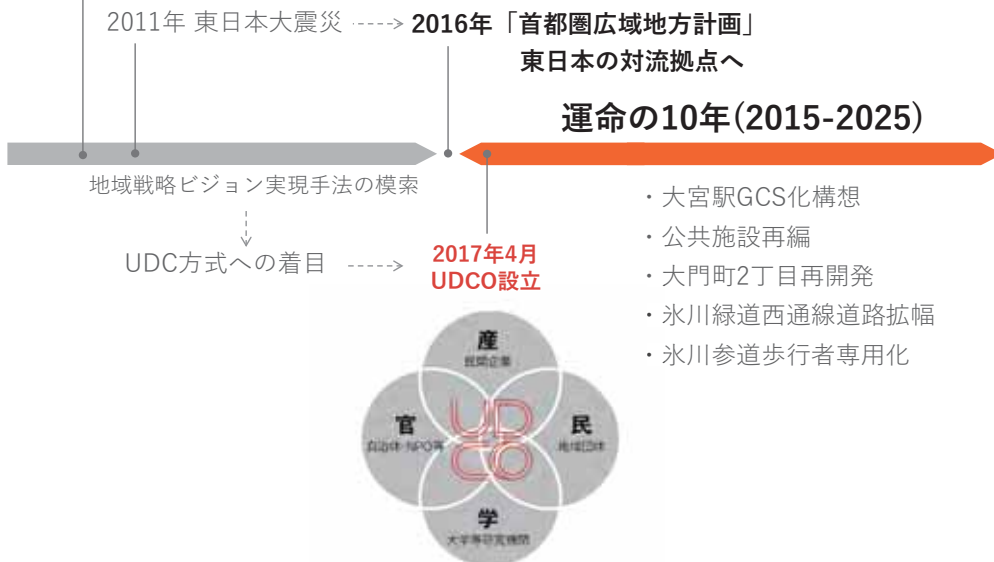 2011年 東日本大震災
2016年「首都圏広域地方計画」
東日本の対流拠点へ
運命の10年(2015-2025)
地域戦略ビジョン実現手法の模索
UDC方式への着目
2017年4月
UDCO設立
・大宮駅GCS化構想
・公共施設再編
・大門町2丁目再開発
・氷川緑道西通線道路拡幅
・氷川参道歩行者専用化
産
民間企業
官
自治体・NPO等
UD
CO
民
地域団体
学
大学等研究機関